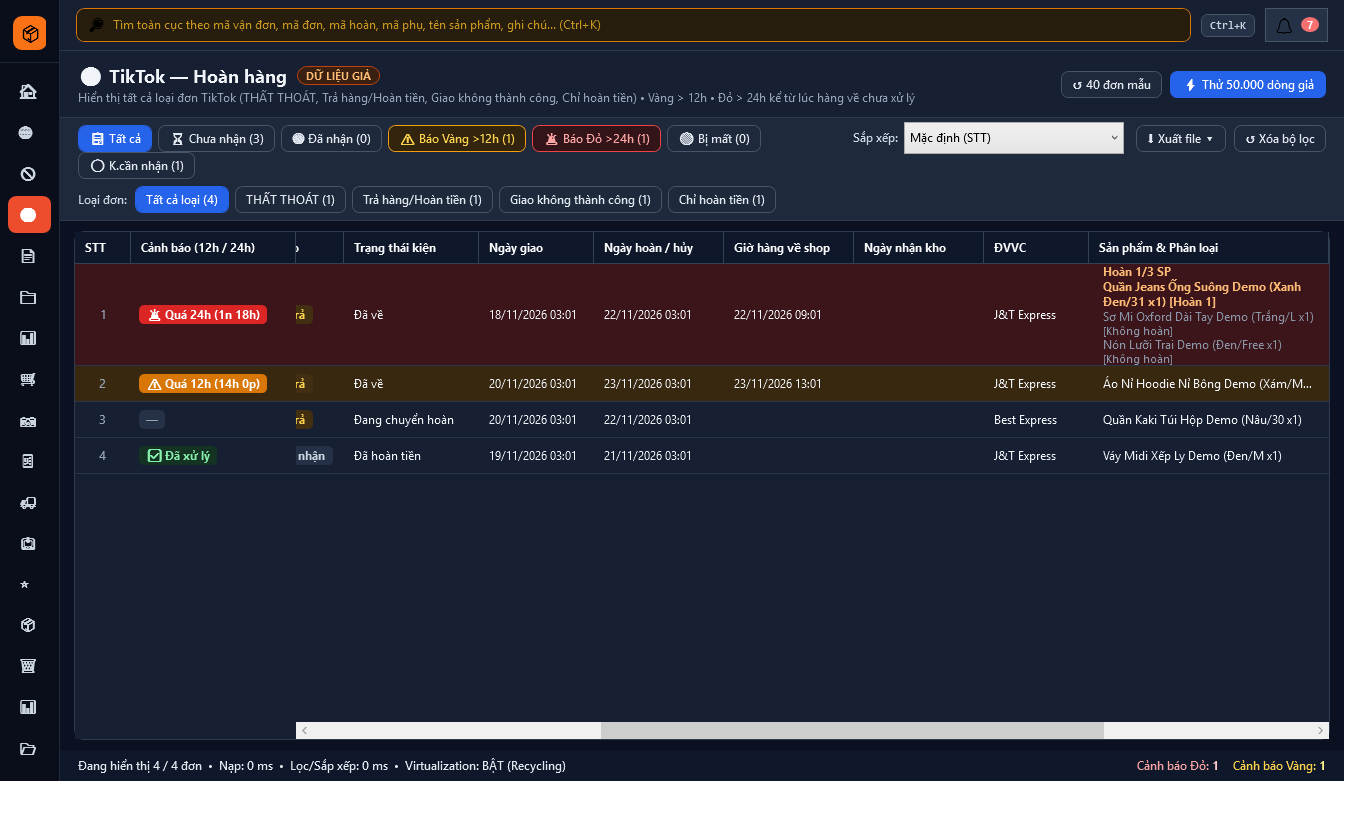 Tìm toàn cục theo mã vận đơn, mã đơn, mã hoàn, mã phụ, tên sản phẩm, ghi chú... (Ctrl+K)
Ctrl+K
7
TikTok — Hoàn hàng
DỮ LIỆU GIẢ
Hiển thị tất cả loại đơn TikTok (THẤT THOÁT, Trả hàng/Hoàn tiền, Giao không thành công, Chỉ hoàn tiền) • Vàng > 12h • Đỏ > 24h kể từ lúc hàng về chưa xử lý
↺ 40 đơn mẫu
Thử 50.000 dòng giả
Tất cả
Chưa nhận (3)
Đã nhận (0)
Báo Vàng >12h (1)
Báo Đỏ >24h (1)
Bị mất (0)
Sắp xếp:
Mặc định (STT)
⬇ Xuất file ▾
↺ Xóa bộ lọc
K.cần nhận (1)
Loại đơn:
Tất cả loại (4)
THẤT THOÁT (1)
Trả hàng/Hoàn tiền (1)
Giao không thành công (1)
Chỉ hoàn tiền (1)
STT
Cảnh báo (12h / 24h)
Trạng thái kiện
Ngày giao
Ngày hoàn / hủy
Giờ hàng về shop
Ngày nhận kho
ĐVVC
Sản phẩm & Phân loại
1
Quá 24h (1n 18h)
rả
Đã về
18/11/2026 03:01
22/11/2026 03:01
22/11/2026 09:01
J&T Express
Hoàn 1/3 SP
Quần Jeans Ống Suông Demo (Xanh
Đen/31 x1) [Hoàn 1]
Sơ Mi Oxford Dài Tay Demo (Trắng/L x1)
[Không hoàn]
Nón Lưỡi Trai Demo (Đen/Free x1)
[Không hoàn]
2
Quá 12h (14h 0p)
rả
Đã về
20/11/2026 03:01
23/11/2026 03:01
23/11/2026 13:01
J&T Express
Áo Nỉ Hoodie Nỉ Bông Demo (Xám/M...
3
—
rả
Đang chuyển hoàn
20/11/2026 03:01
22/11/2026 03:01
Best Express
Quần Kaki Túi Hộp Demo (Nâu/30 x1)
4
Đã xử lý
nhận
Đã hoàn tiền
19/11/2026 03:01
21/11/2026 03:01
J&T Express
Váy Midi Xếp Ly Demo (Đen/M x1)
Đang hiển thị 4 / 4 đơn • Nạp: 0 ms • Lọc/Sắp xếp: 0 ms • Virtualization: BẬT (Recycling)
Cảnh báo Đỏ: 1
Cảnh báo Vàng: 1